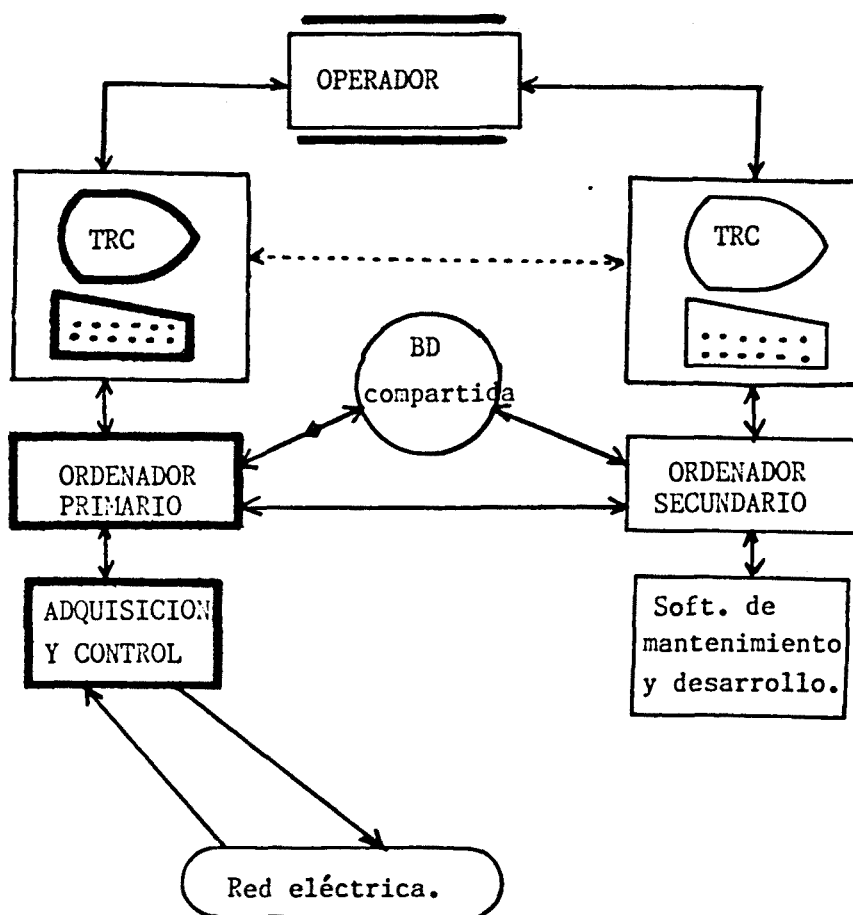 OPERADOR
TRC
TRC
BD
compartida
ORDENADOR
PRIMARIO
ORDENADOR
SECUNDARIO
ADQUISICION
Y CONTROL
Soft. de
mantenimiento
y desarrollo.
Red eléctrica.